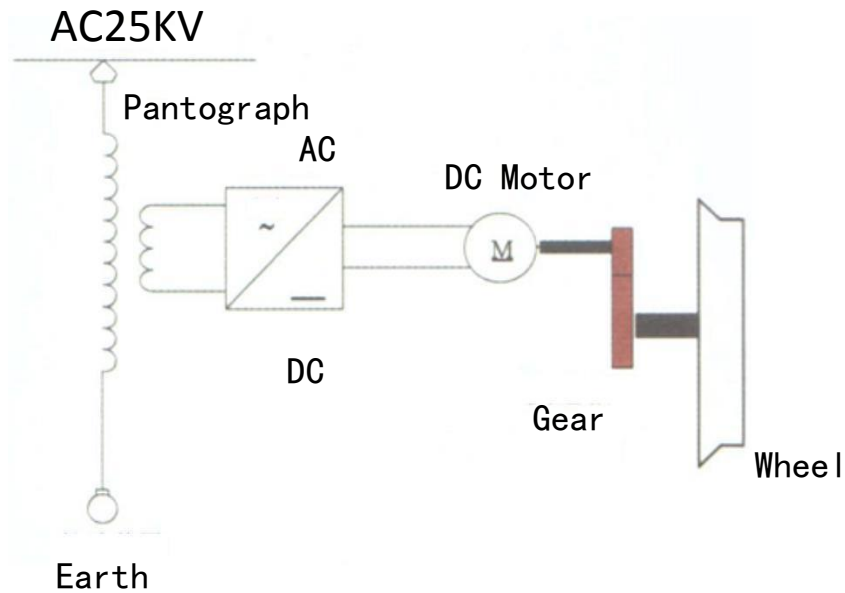 AC25KV
Pantograph
AC
DC Motor
~
M
DC
Gear
Wheel
Earth